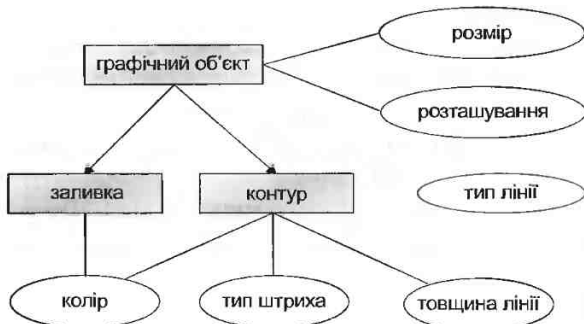 розмір
графічний об'єкт
розташування
заливка
контур
тип лінії
колір
тип штриха
товщина лінії